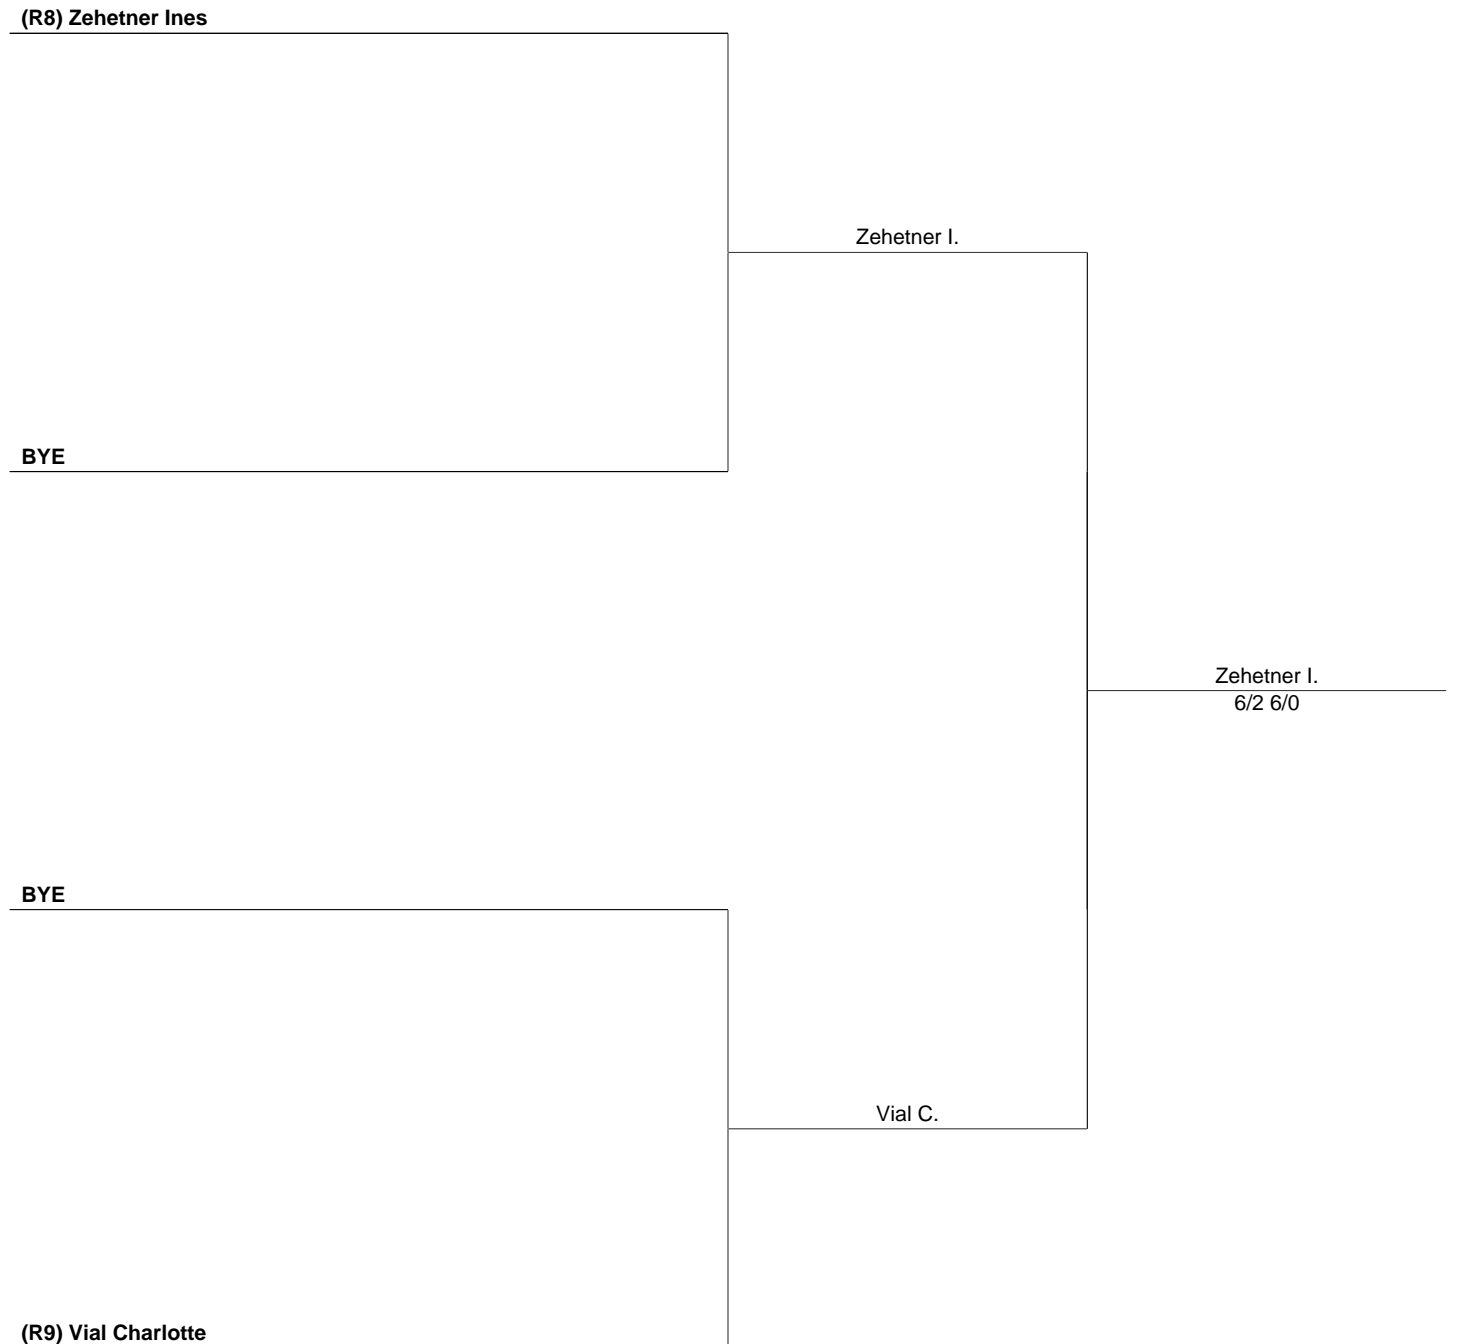 (R8) Zehetner Ines
Zehetner I.
BYE
Zehetner I.
6/2 6/0
BYE
Vial C.
(R9) Vial Charlotte